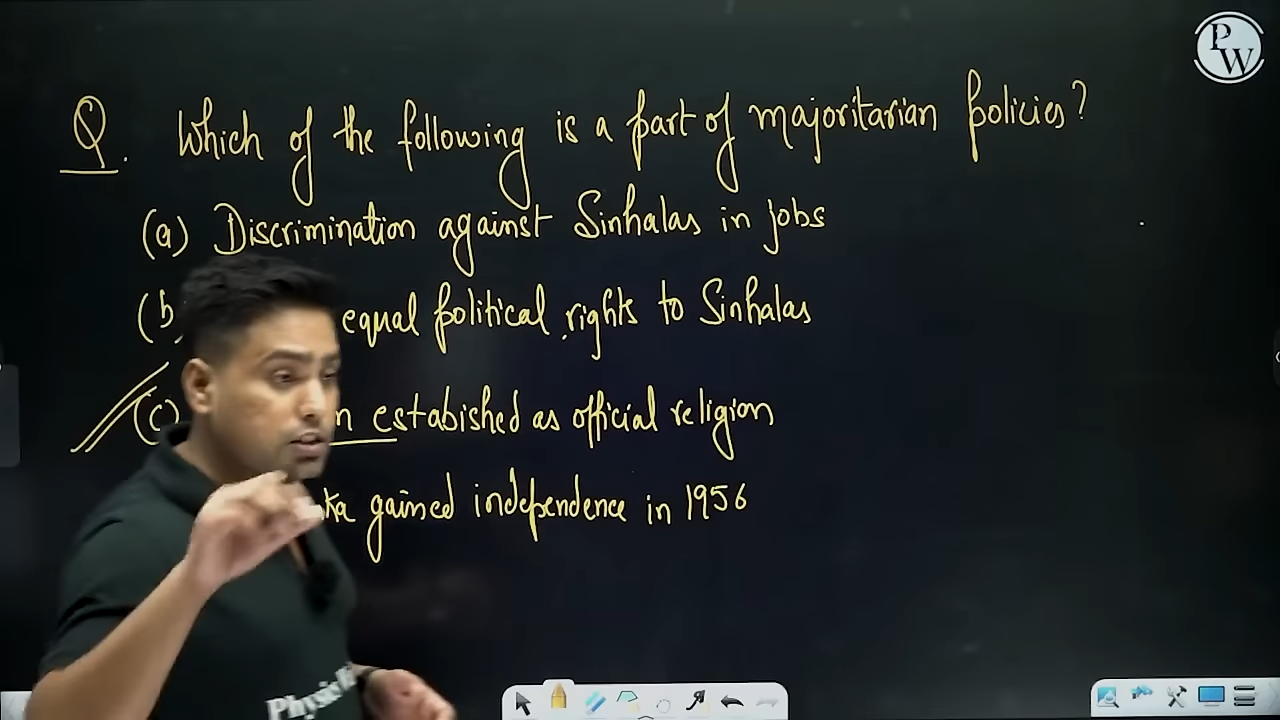 PW
Q. Which of the following is a part of majoritarian policies?
(a) Discrimination against Sinhalas in jobs
(b equal political rights to Sinhalas
(c) estabished as official religion
gained independence in 1956
Physics